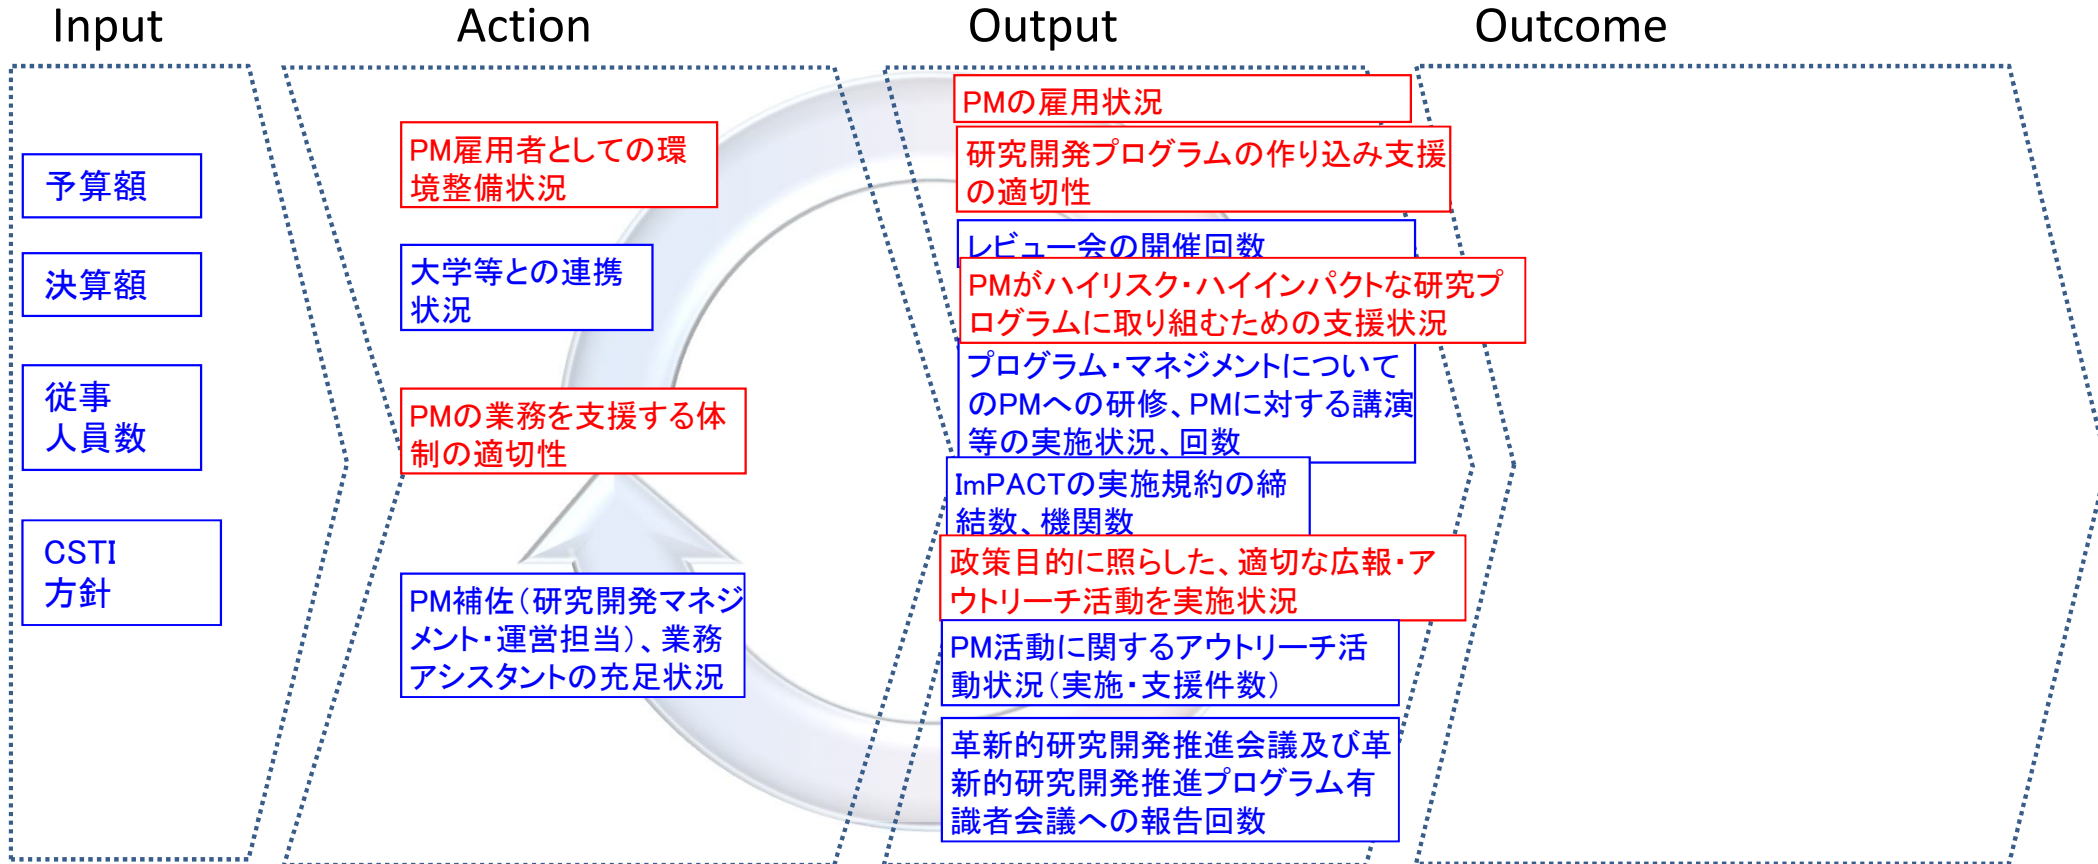 Input
Action
Output
Outcome
予算額
決算額
従事
人員数
CSTI
方針
PM雇用者としての環
境整備状況
大学等との連携
状況
PMの業務を支援する体
制の適切性
PM補佐（研究開発マネジ
メント・運営担当）、業務
アシスタントの充足状況
PMの雇用状況
研究開発プログラムの作り込み支援
の適切性
レビュー会の開催回数
PMがハイリスク・ハイインパクトな研究プ
ログラムに取り組むための支援状況
プログラム・マネジメントについて
のPMへの研修、PMに対する講演
等の実施状況、回数
ImPACTの実施規約の締
結数、機関数
政策目的に照らした、適切な広報・ア
ウトリーチ活動を実施状況
PM活動に関するアウトリーチ活
動状況（実施・支援件数）
革新的研究開発推進会議及び革
新的研究開発推進プログラム有
識者会議への報告回数